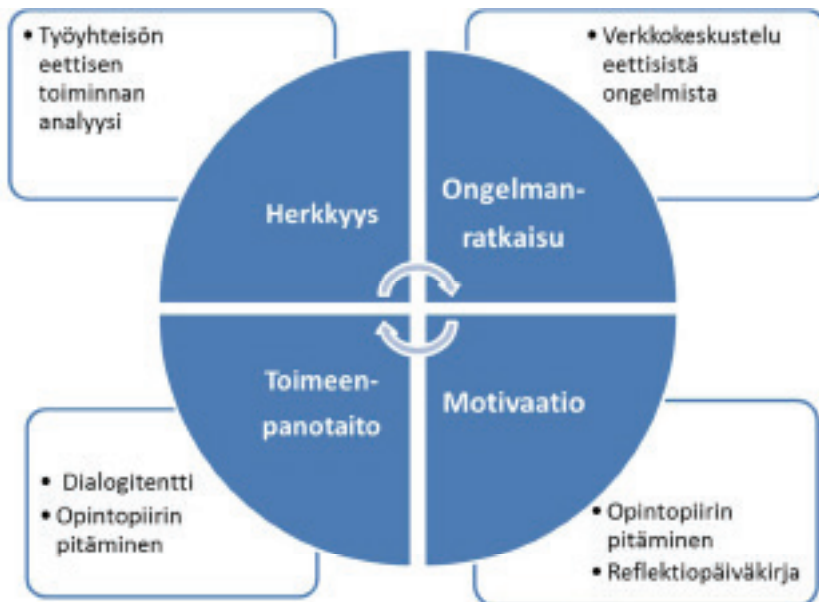 • Työyhteisön
eettisen
toiminnan
analyysi
• Verkkokeskustelu
eettisistä
ongelmista
Herkkyys
Ongelman-
ratkaisu
Toimeen-
panotaito
Motivaatio
• Dialogitentti
• Opintopiirin
pitäminen
• Opintopiirin
pitäminen
• Reflektiopäiväkirja